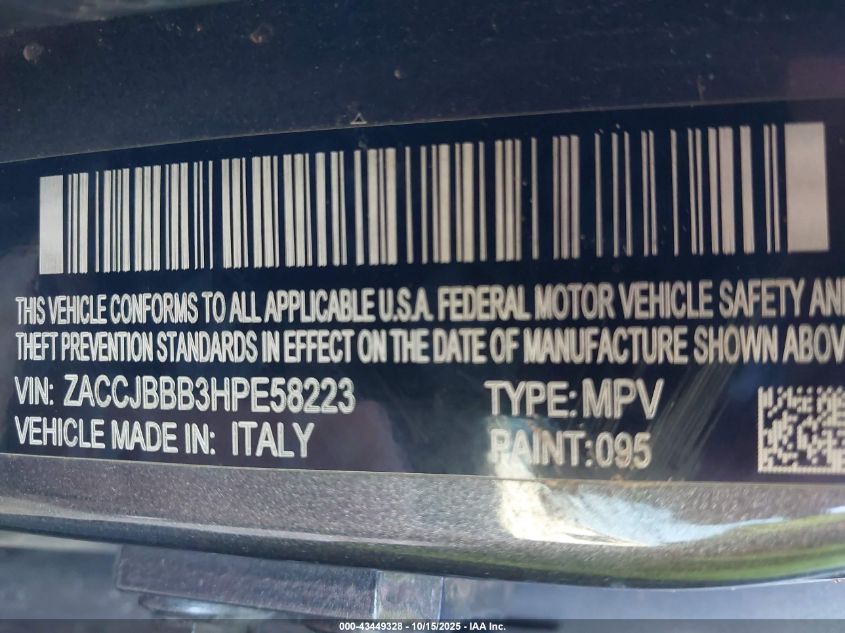 THIS VEHICLE CONFORMS TO ALL APPLICABLE U.S.A. FEDERAL MOTOR VEHICLE SAFETY AN
THEFT PREVENTION STANDARDS IN EFFECT ON THE DATE OF MANUFACTURE SHOWN ABOV
VIN: ZACCJBBB3HPE58223 TYPE: MPV
VEHICLE MADE IN: ITALY PAINT: 095
000-43449328 - 10/15/2025 - IAA Inc.